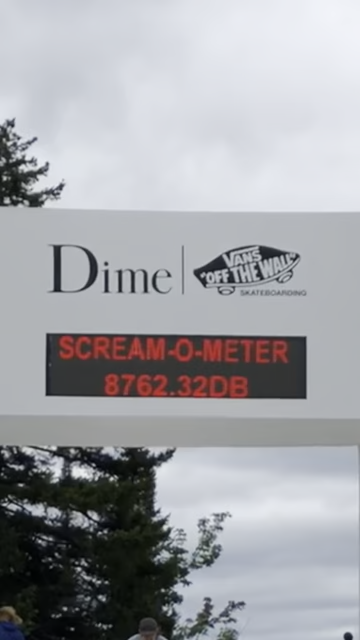 Dime
VANS
"OFF THE WALL"
SKATEBOARDING
SCREAM-O-METER
8762.32DB